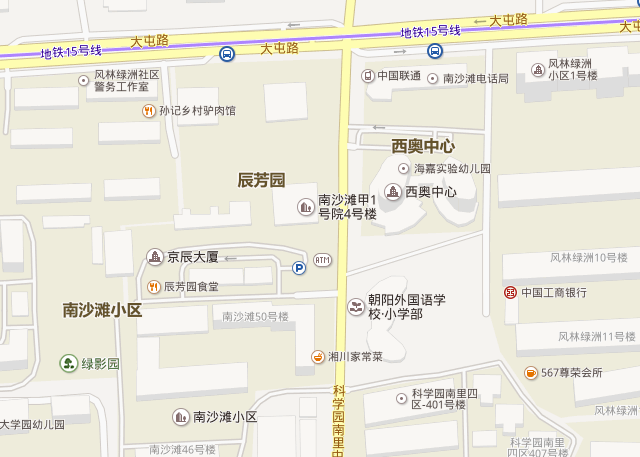 大屯路
大屯路
大屯
地铁15号线
大屯路
地铁15号线
风林绿洲社区
警务工作室
孙记乡村驴肉馆
中国联通
南沙滩电话局
风林绿洲
小区1号楼
西奥中心
海嘉实验幼儿园
西奥中心
辰芳园
南沙滩甲1
号院4号楼
京辰大厦
ATM
P
辰芳园食堂
风林绿洲10号楼
中国工商银行
朝阳外国语学
校·小学部
南沙滩小区
南沙滩50号楼
风林绿洲11号楼
湘川家常菜
绿影园
567尊荣会所
科学园南里中
科学园南里四
区-401号楼
风林绿洲
南沙滩小区
大学园幼儿园
南沙滩46号楼
科学园南里
四区407号楼